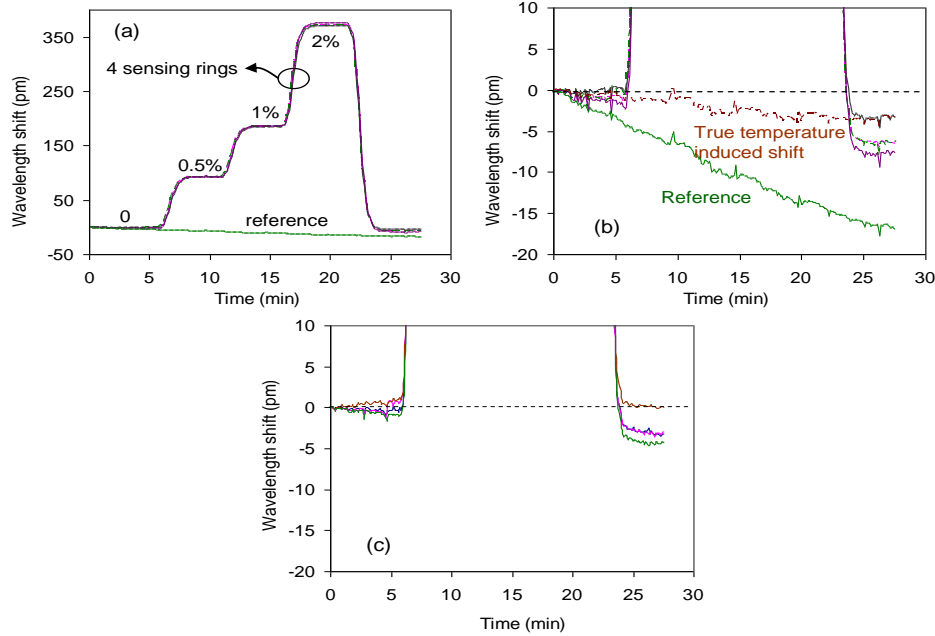 (a)
350
250
150
50
-50
Wavelength shift (pm)
4 sensing rings
0
0.5%
1%
2%
reference
0 5 10 15 20 25 30
Time (min)
10
5
0
-5
-10
-15
-20
Wavelength shift (pm)
True temperature
induced shift
Reference
(b)
0 5 10 15 20 25 30
Time (min)
10
5
0
-5
-10
-15
-20
Wavelength shift (pm)
(c)
0 5 10 15 20 25 30
Time (min)